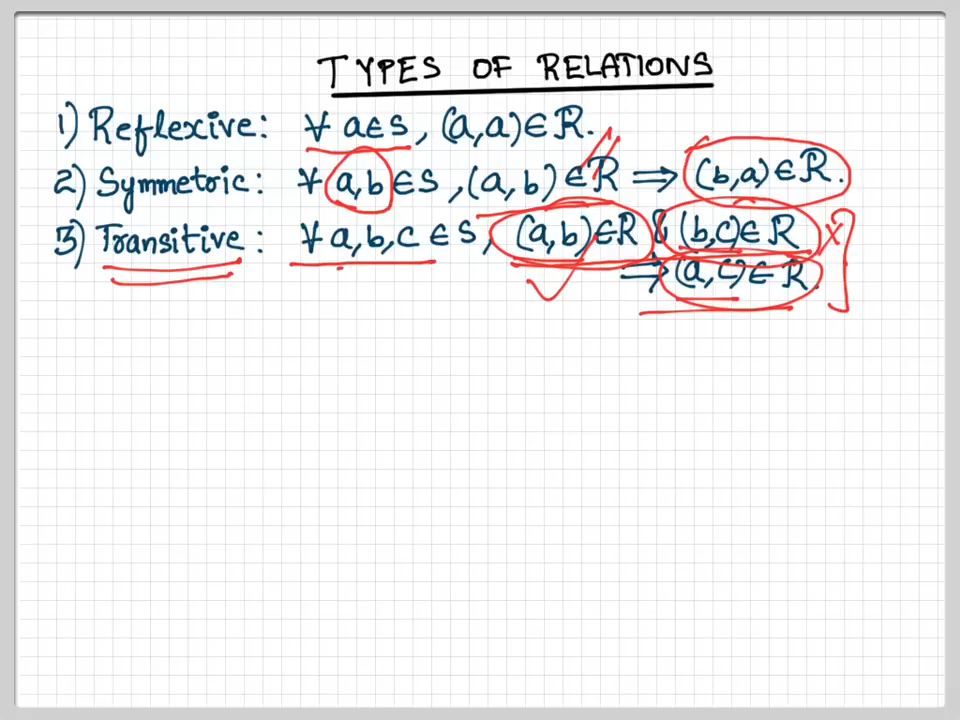 TYPES OF RELATIONS
1) Reflexive: ∀ a∈S, (a,a)∈R.
2) Symmetric: ∀ a,b∈S, (a,b)∈R ⟹ (b,a)∈R.
3) Transitive: ∀ a,b,c∈S, (a,b)∈R & (b,c)∈R
⟹ (a,c)∈R.